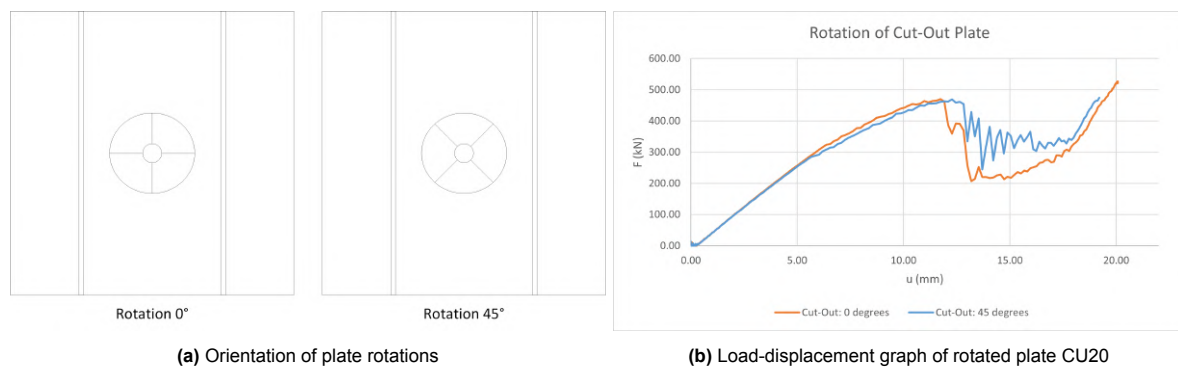 Rotation 0°
Rotation 45°
(a) Orientation of plate rotations
Rotation of Cut-Out Plate
600.00
500.00
400.00
300.00
200.00
100.00
0.00
F (kN)
0.00 5.00 10.00 15.00 20.00
u (mm)
Cut-Out: 0 degrees Cut-Out: 45 degrees
(b) Load-displacement graph of rotated plate CU20